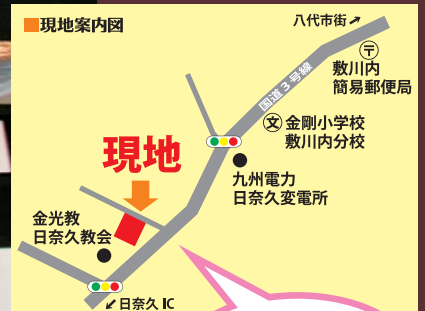 ■現地案内図
八代市街↗
〒
敷川内
簡易郵便局
国道3号線
文 金剛小学校
敷川内分校
現地
九州電力
日奈久変電所
金光教
日奈久教会
↙日奈久IC